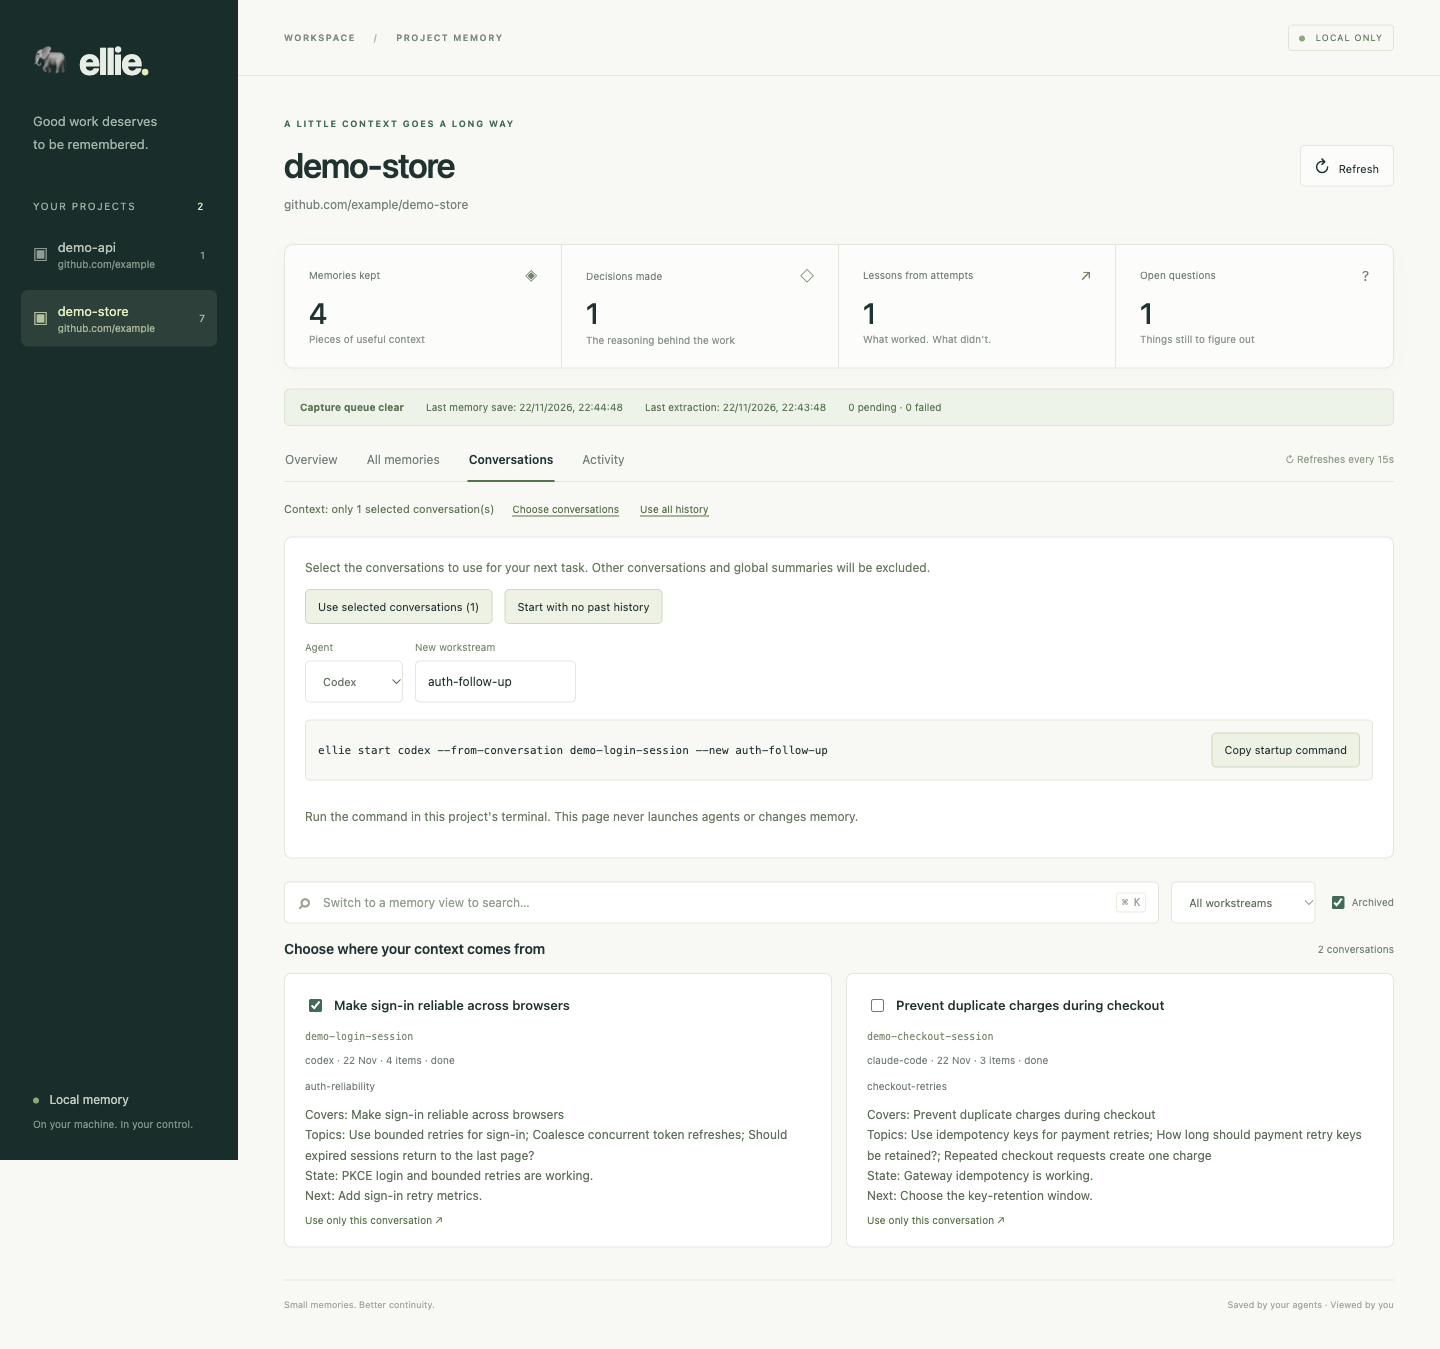 ellie.
Good work deserves
to be remembered.
YOUR PROJECTS 2
demo-api
github.com/example
1
demo-store
github.com/example
7
Local memory
On your machine. In your control.
WORKSPACE / PROJECT MEMORY
LOCAL ONLY
A LITTLE CONTEXT GOES A LONG WAY
demo-store
github.com/example/demo-store
Refresh
Memories kept
4
Pieces of useful context
Decisions made
1
The reasoning behind the work
Lessons from attempts
1
What worked. What didn't.
Open questions ?
1
Things still to figure out
Capture queue clear Last memory save: 22/11/2026, 22:44:48 Last extraction: 22/11/2026, 22:43:48 0 pending · 0 failed
Overview All memories Conversations Activity ↻ Refreshes every 15s
Context: only 1 selected conversation(s) Choose conversations Use all history
Select the conversations to use for your next task. Other conversations and global summaries will be excluded.
Use selected conversations (1) Start with no past history
Agent New workstream
Codex auth-follow-up
ellie start codex --from-conversation demo-login-session --new auth-follow-up Copy startup command
Run the command in this project's terminal. This page never launches agents or changes memory.
Switch to a memory view to search... ⌘ K All workstreams Archived
Choose where your context comes from 2 conversations
Make sign-in reliable across browsers
demo-login-session
codex · 22 Nov · 4 items · done
auth-reliability
Covers: Make sign-in reliable across browsers
Topics: Use bounded retries for sign-in; Coalesce concurrent token refreshes; Should
expired sessions return to the last page?
State: PKCE login and bounded retries are working.
Next: Add sign-in retry metrics.
Use only this conversation ↗
Prevent duplicate charges during checkout
demo-checkout-session
claude-code · 22 Nov · 3 items · done
checkout-retries
Covers: Prevent duplicate charges during checkout
Topics: Use idempotency keys for payment retries; How long should payment retry keys
be retained?; Repeated checkout requests create one charge
State: Gateway idempotency is working.
Next: Choose the key-retention window.
Use only this conversation ↗
Small memories. Better continuity. Saved by your agents · Viewed by you